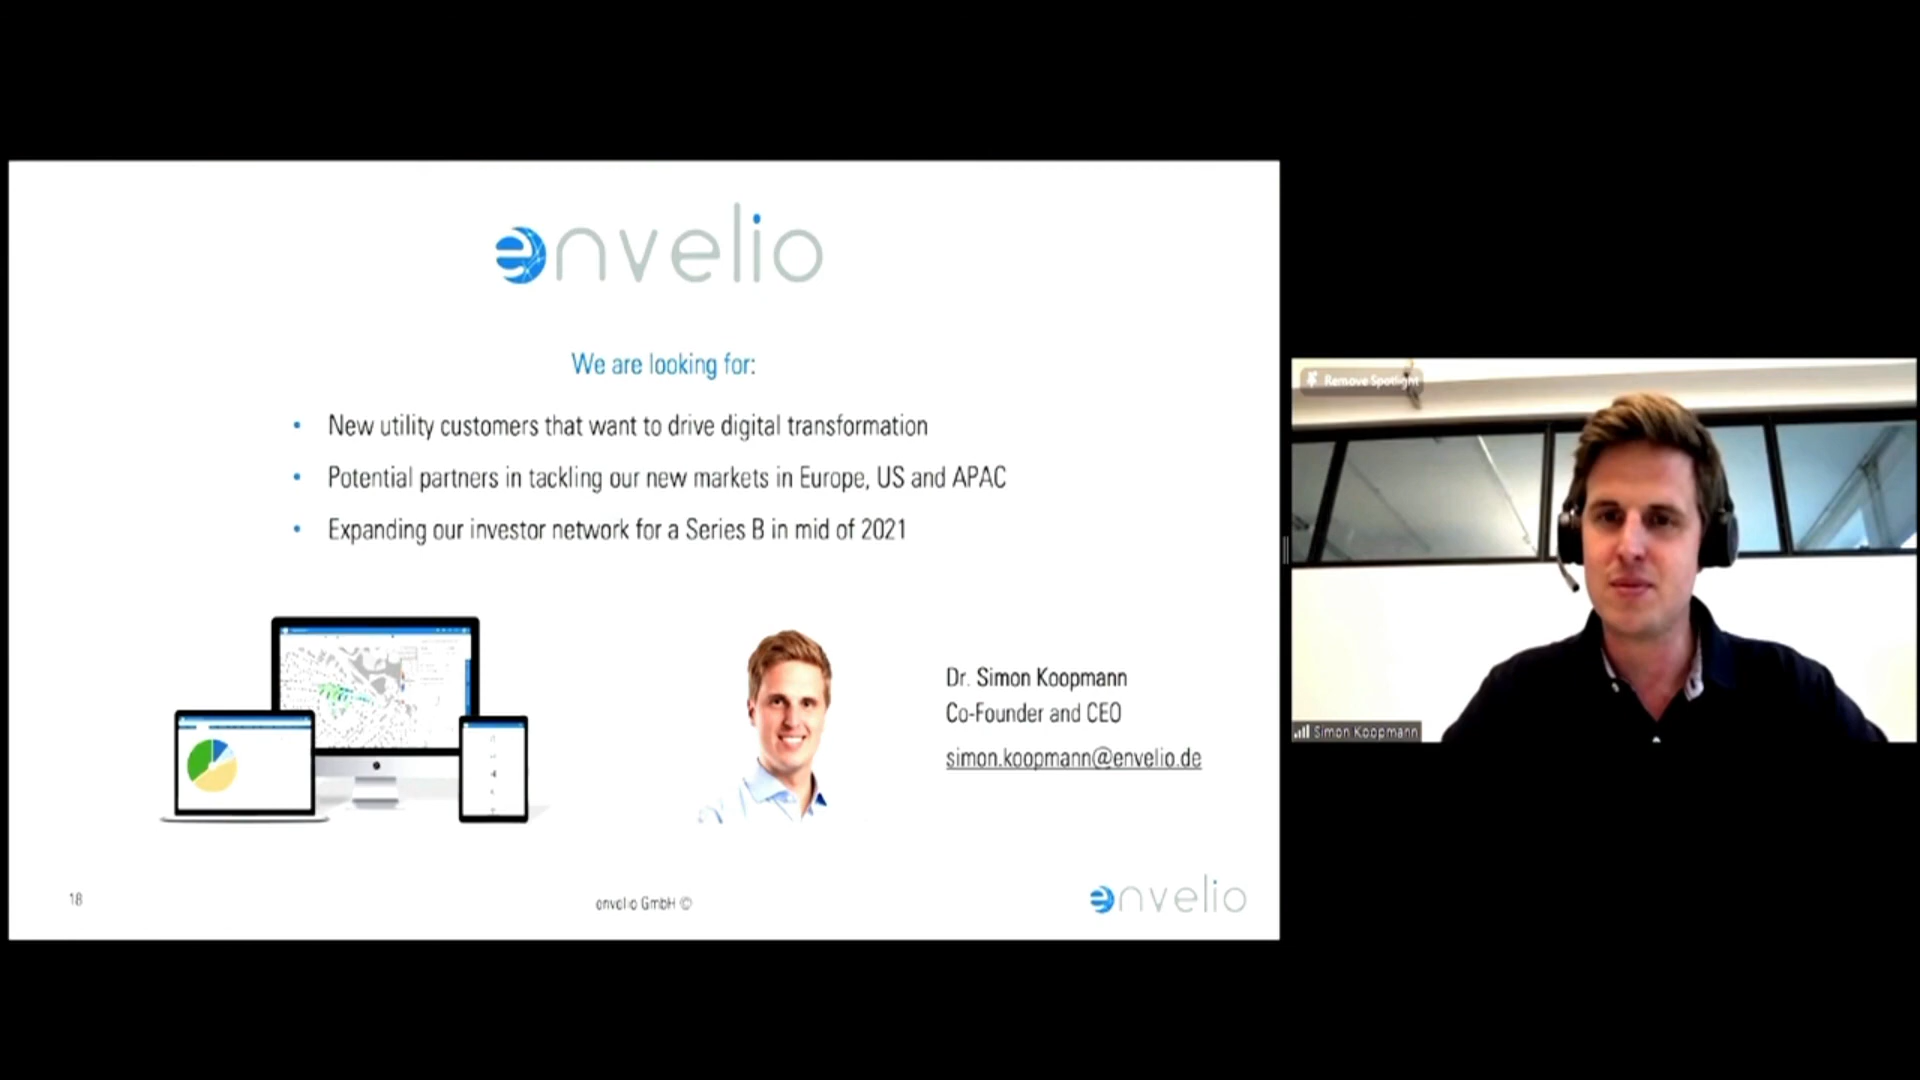 envelio
We are looking for:
• New utility customers that want to drive digital transformation
• Potential partners in tackling our new markets in Europe, US and APAC
• Expanding our investor network for a Series B in mid of 2021
Dr. Simon Koopmann
Co-Founder and CEO
simon.koopmann@envelio.de
18
envelio GmbH ©
envelio
Remove Spotlight
Simon Koopmann